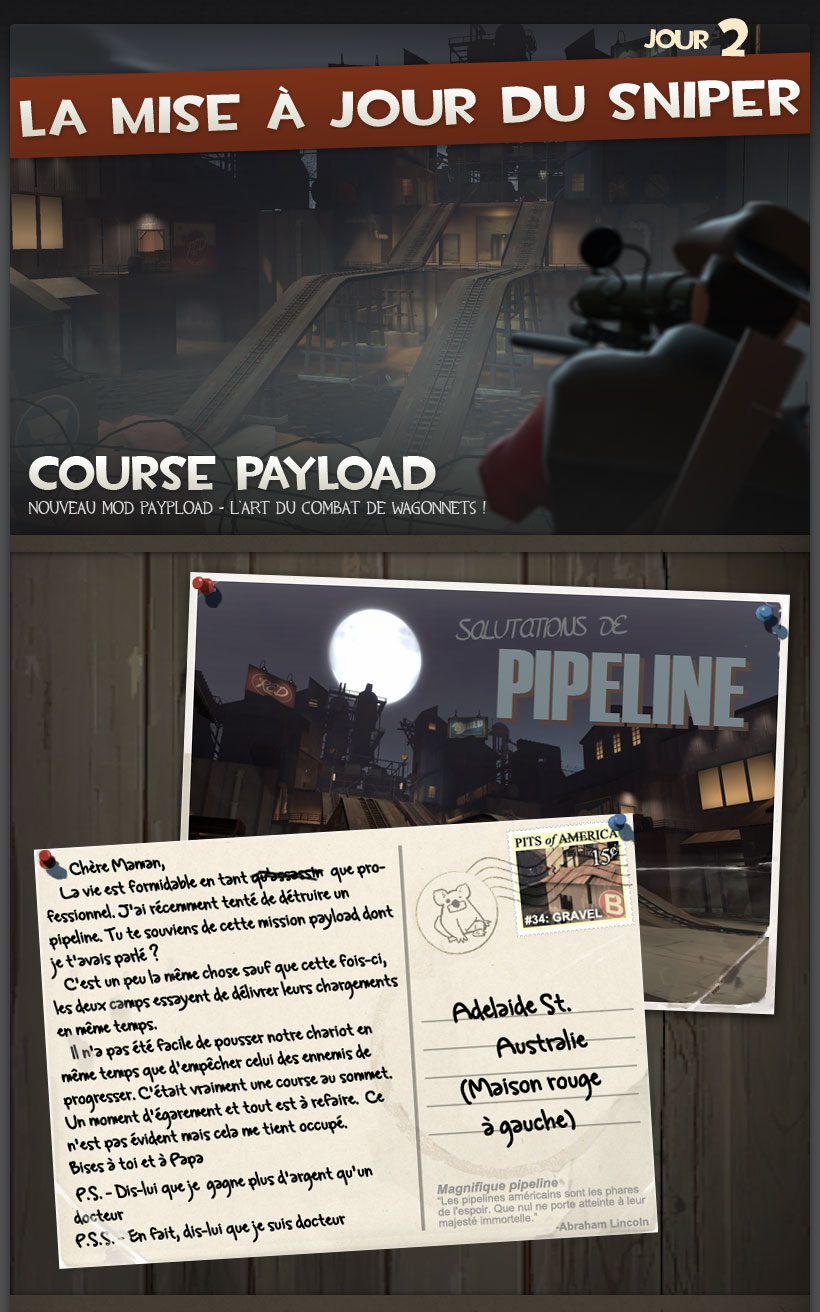 JOUR 2
LA MISE À JOUR DU SNIPER
COURSE PAYLOAD
NOUVEAU MOD PAYPLOAD - L'ART DU COMBAT DE WAGONNETS !
SALUTATIONS DE
PIPELINE
RED
Chère Maman,
La vie est formidable en tant qu'assassin que pro-
fessionnel. J'ai récemment tenté de détruire un
pipeline. Tu te souviens de cette mission payload dont
je t'avais parlé ?
C'est un peu la même chose sauf que cette fois-ci,
les deux camps essayent de délivrer leurs chargements
en même temps.
Il n'a pas été facile de pousser notre chariot en
même temps que d'empêcher celui des ennemis de
progresser. C'était vraiment une course au sommet.
Un moment d'égarement et tout est à refaire. Ce
n'est pas évident mais cela me tient occupé.
Bises à toi et à Papa
P.S. - Dis-lui que je gagne plus d'argent qu'un
docteur
P.S.S. - En fait, dis-lui que je suis docteur
PITS of AMERICA
15¢
#34: GRAVEL
B
Adelaide St.
Australie
(Maison rouge
à gauche)
Magnifique pipeline
"Les pipelines américains sont les phares
de l'espoir. Que nul ne porte atteinte à leur
majesté immortelle."
-Abraham Lincoln